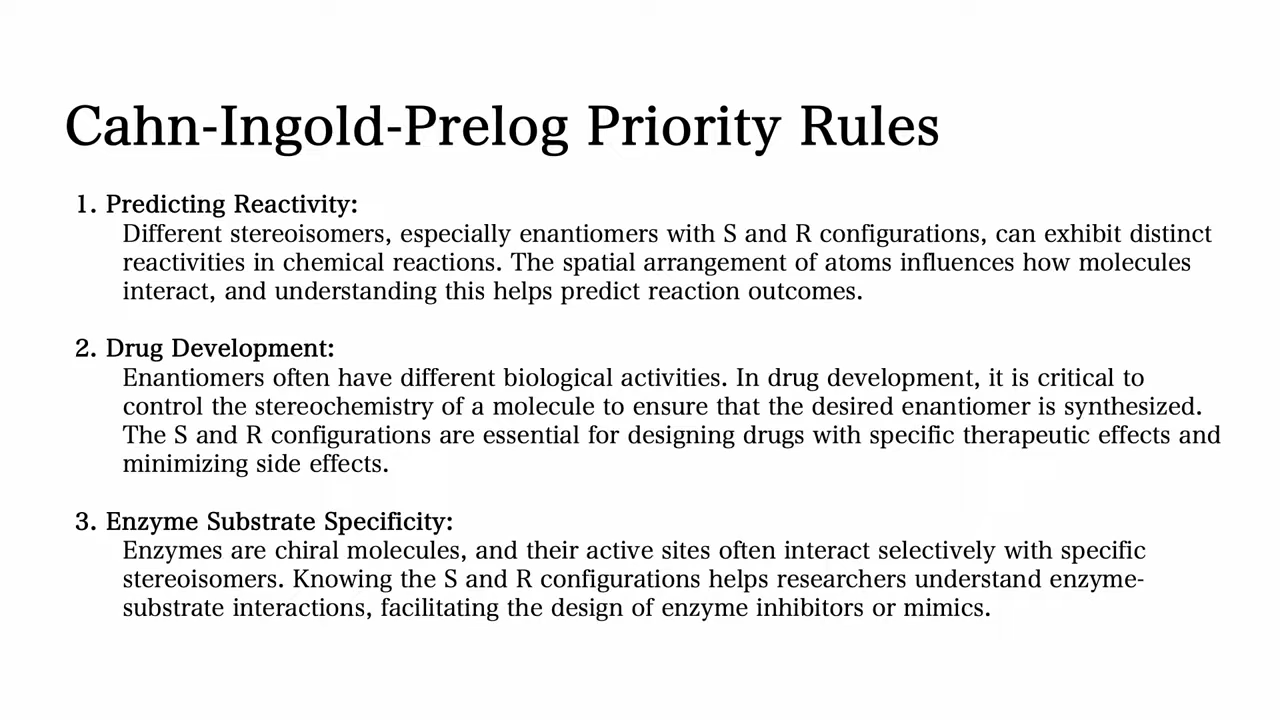 Cahn-Ingold-Prelog Priority Rules
1. Predicting Reactivity:
Different stereoisomers, especially enantiomers with S and R configurations, can exhibit distinct
reactivities in chemical reactions. The spatial arrangement of atoms influences how molecules
interact, and understanding this helps predict reaction outcomes.
2. Drug Development:
Enantiomers often have different biological activities. In drug development, it is critical to
control the stereochemistry of a molecule to ensure that the desired enantiomer is synthesized.
The S and R configurations are essential for designing drugs with specific therapeutic effects and
minimizing side effects.
3. Enzyme Substrate Specificity:
Enzymes are chiral molecules, and their active sites often interact selectively with specific
stereoisomers. Knowing the S and R configurations helps researchers understand enzyme-
substrate interactions, facilitating the design of enzyme inhibitors or mimics.